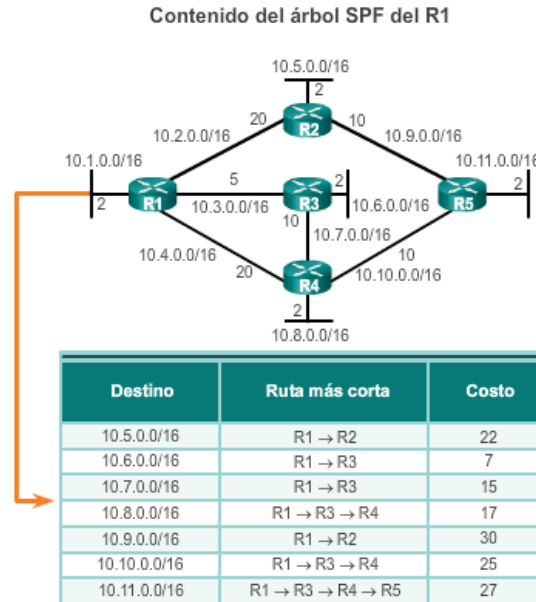 Contenido del árbol SPF del R1
10.5.0.0/16
2
20
R2
10
10.2.0.0/16
10.9.0.0/16
10.1.0.0/16
10.11.0.0/16
5
2
2
R1
R3
R5
2
10.3.0.0/16
10.6.0.0/16
10
10.7.0.0/16
10.4.0.0/16
10
20
R4
10.10.0.0/16
2
10.8.0.0/16
Destino Ruta más corta Costo
10.5.0.0/16 R1 → R2 22
10.6.0.0/16 R1 → R3 7
10.7.0.0/16 R1 → R3 15
10.8.0.0/16 R1 → R3 → R4 17
10.9.0.0/16 R1 → R2 30
10.10.0.0/16 R1 → R3 → R4 25
10.11.0.0/16 R1 → R3 → R4 → R5 27